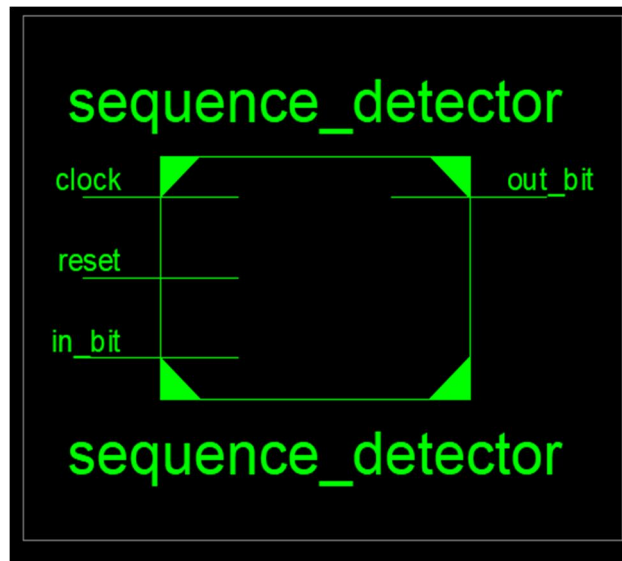 sequence_detector
clock
out_bit
reset
in_bit
sequence_detector